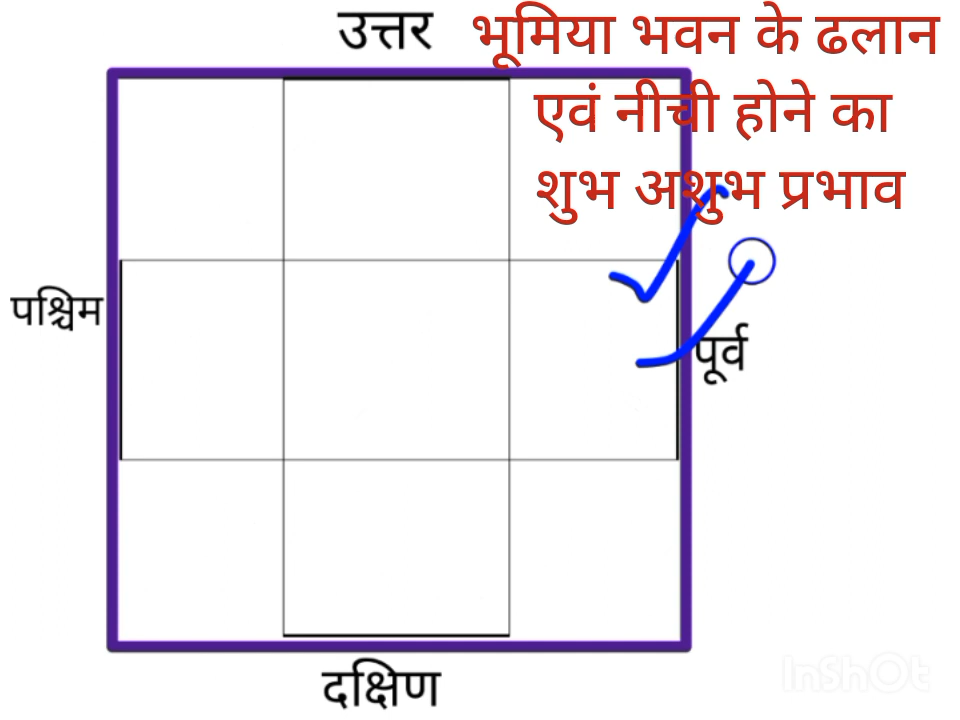 उत्तर
भूमिया भवन के ढलान
एवं नीची होने का
शुभ अशुभ प्रभाव
पश्चिम
पूर्व
दक्षिण
InShOt